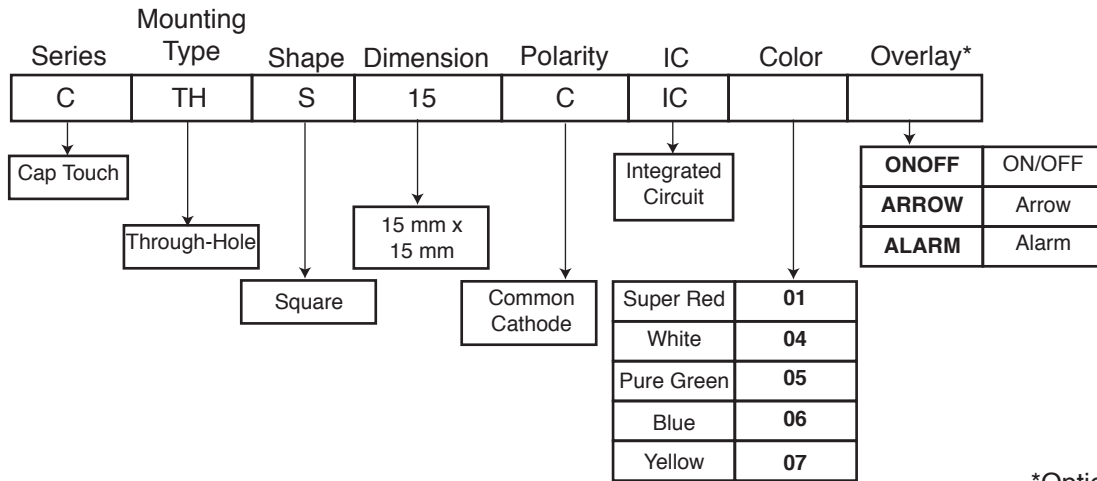 Series Mounting Type Shape Dimension Polarity IC Color Overlay*
C TH S 15 C IC
Cap Touch
Through-Hole
Square
15 mm x
15 mm
Common
Cathode
Integrated
Circuit
Super Red 01
White 04
Pure Green 05
Blue 06
Yellow 07
ONOFF ON/OFF
ARROW Arrow
ALARM Alarm